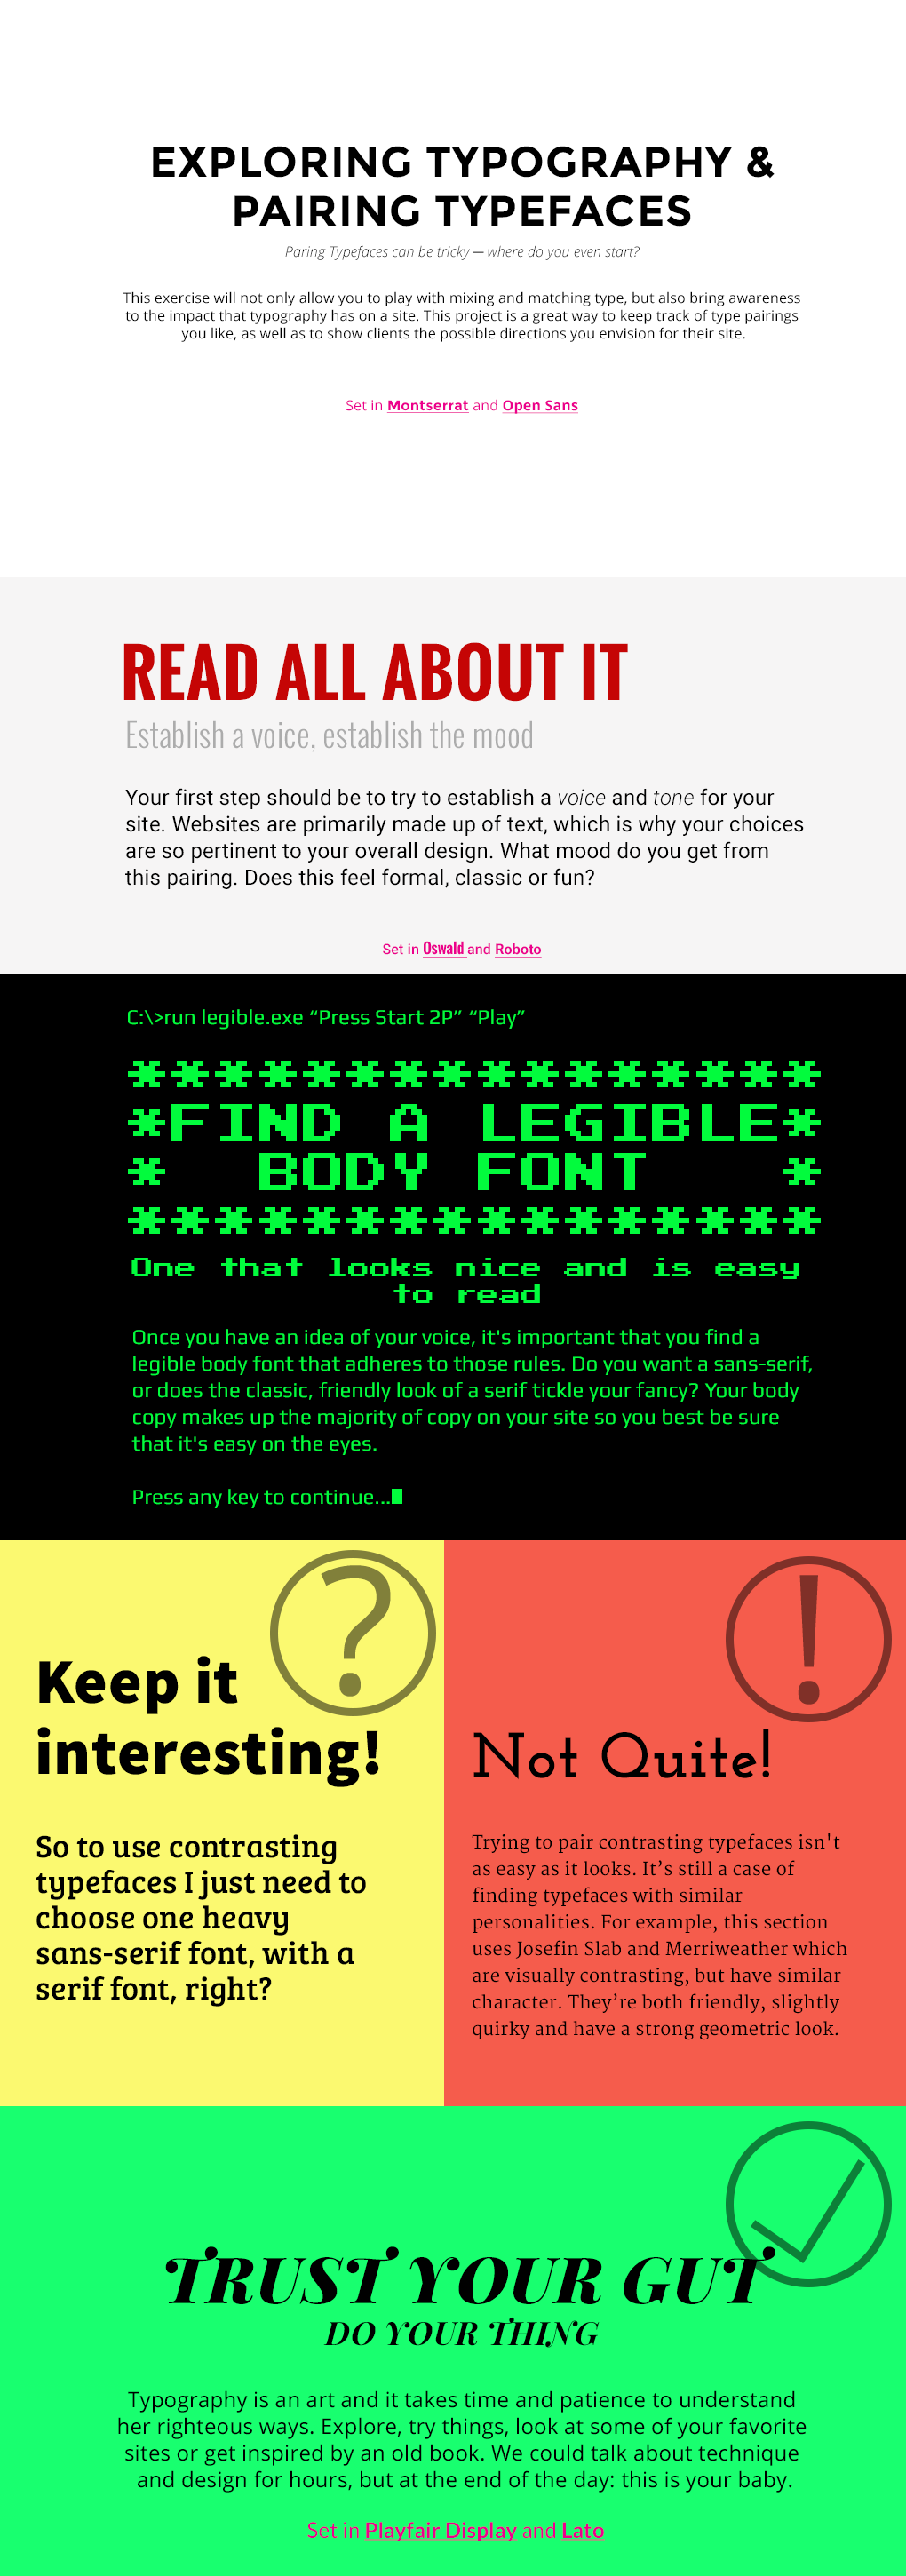 EXPLORING TYPOGRAPHY &
PAIRING TYPEFACES
Paring Typefaces can be tricky — where do you even start?
This exercise will not only allow you to play with mixing and matching type, but also bring awareness
to the impact that typography has on a site. This project is a great way to keep track of type pairings
you like, as well as to show clients the possible directions you envision for their site.
Set in Montserrat and Open Sans
READ ALL ABOUT IT
Establish a voice, establish the mood
Your first step should be to try to establish a voice and tone for your
site. Websites are primarily made up of text, which is why your choices
are so pertinent to your overall design. What mood do you get from
this pairing. Does this feel formal, classic or fun?
Set in Oswald and Roboto
C:\>run legible.exe “Press Start 2P” “Play”
****************
*FIND A LEGIBLE*
* BODY FONT *
****************
One that looks nice and is easy
to read
Once you have an idea of your voice, it's important that you find a
legible body font that adheres to those rules. Do you want a sans-serif,
or does the classic, friendly look of a serif tickle your fancy? Your body
copy makes up the majority of copy on your site so you best be sure
that it's easy on the eyes.
Press any key to continue...
?
Keep it
interesting!
So to use contrasting
typefaces I just need to
choose one heavy
sans-serif font, with a
serif font, right?
!
Not Quite!
Trying to pair contrasting typefaces isn't
as easy as it looks. It’s still a case of
finding typefaces with similar
personalities. For example, this section
uses Josefin Slab and Merriweather which
are visually contrasting, but have similar
character. They’re both friendly, slightly
quirky and have a strong geometric look.
TRUST YOUR GUT
DO YOUR THING
Typography is an art and it takes time and patience to understand
her righteous ways. Explore, try things, look at some of your favorite
sites or get inspired by an old book. We could talk about technique
and design for hours, but at the end of the day: this is your baby.
Set in Playfair Display and Lato